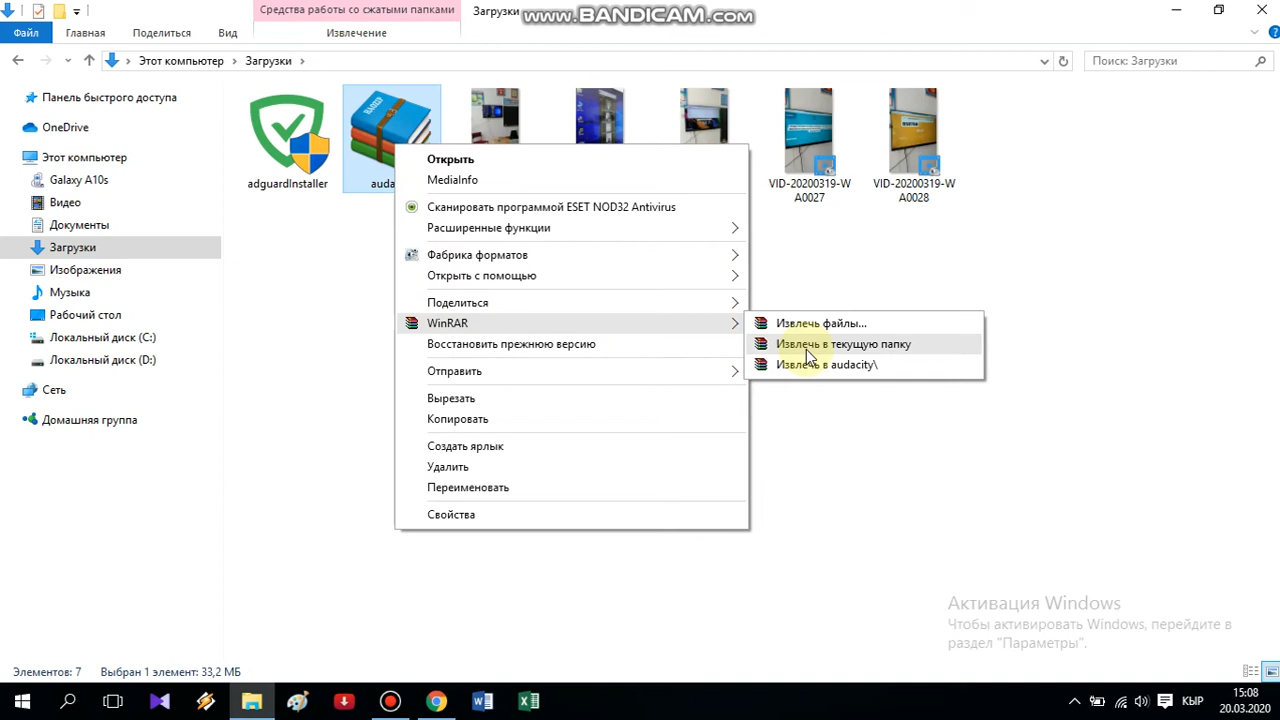 Средства работы со сжатыми папками
Загрузки
www.BANDICAM.com
Файл
Главная
Поделиться
Вид
Извлечение
Этот компьютер
Загрузки
Поиск: Загрузки
Панель быстрого доступа
OneDrive
Этот компьютер
Galaxy A10s
Видео
Документы
Загрузки
Изображения
Музыка
Рабочий стол
Локальный диск (C:)
Локальный диск (D:)
Сеть
Домашняя группа
adguardInstaller
auda
VID-20200319-W
A0027
VID-20200319-W
A0028
Открыть
MediaInfo
Сканировать программой ESET NOD32 Antivirus
Расширенные функции
Фабрика форматов
Открыть с помощью
Поделиться
WinRAR
Восстановить прежнюю версию
Отправить
Вырезать
Копировать
Создать ярлык
Удалить
Переименовать
Свойства
Извлечь файлы...
Извлечь в текущую папку
Извлечь в audacity\
Активация Windows
Чтобы активировать Windows, перейдите в
раздел "Параметры".
Элементов: 7
Выбран 1 элемент: 33,2 МБ
КЫР
15:08
20.03.2020